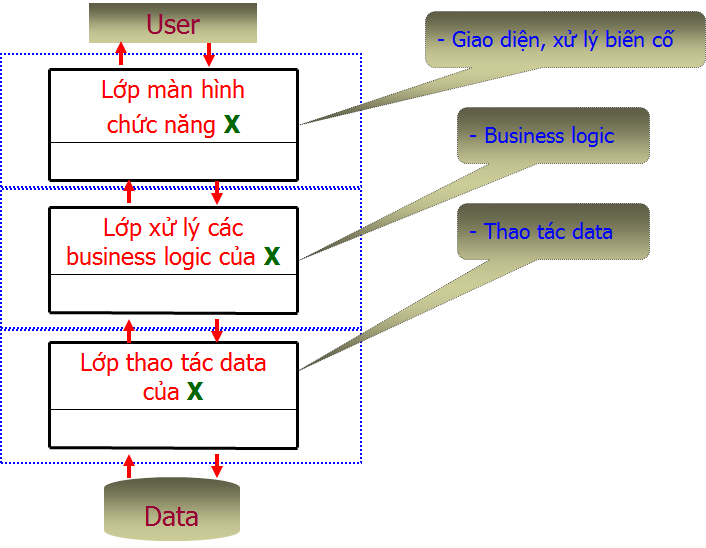 User
- Giao diện, xử lý biến cố
Lớp màn hình
chức năng X
- Business logic
Lớp xử lý các
business logic của X
- Thao tác data
Lớp thao tác data
của X
Data